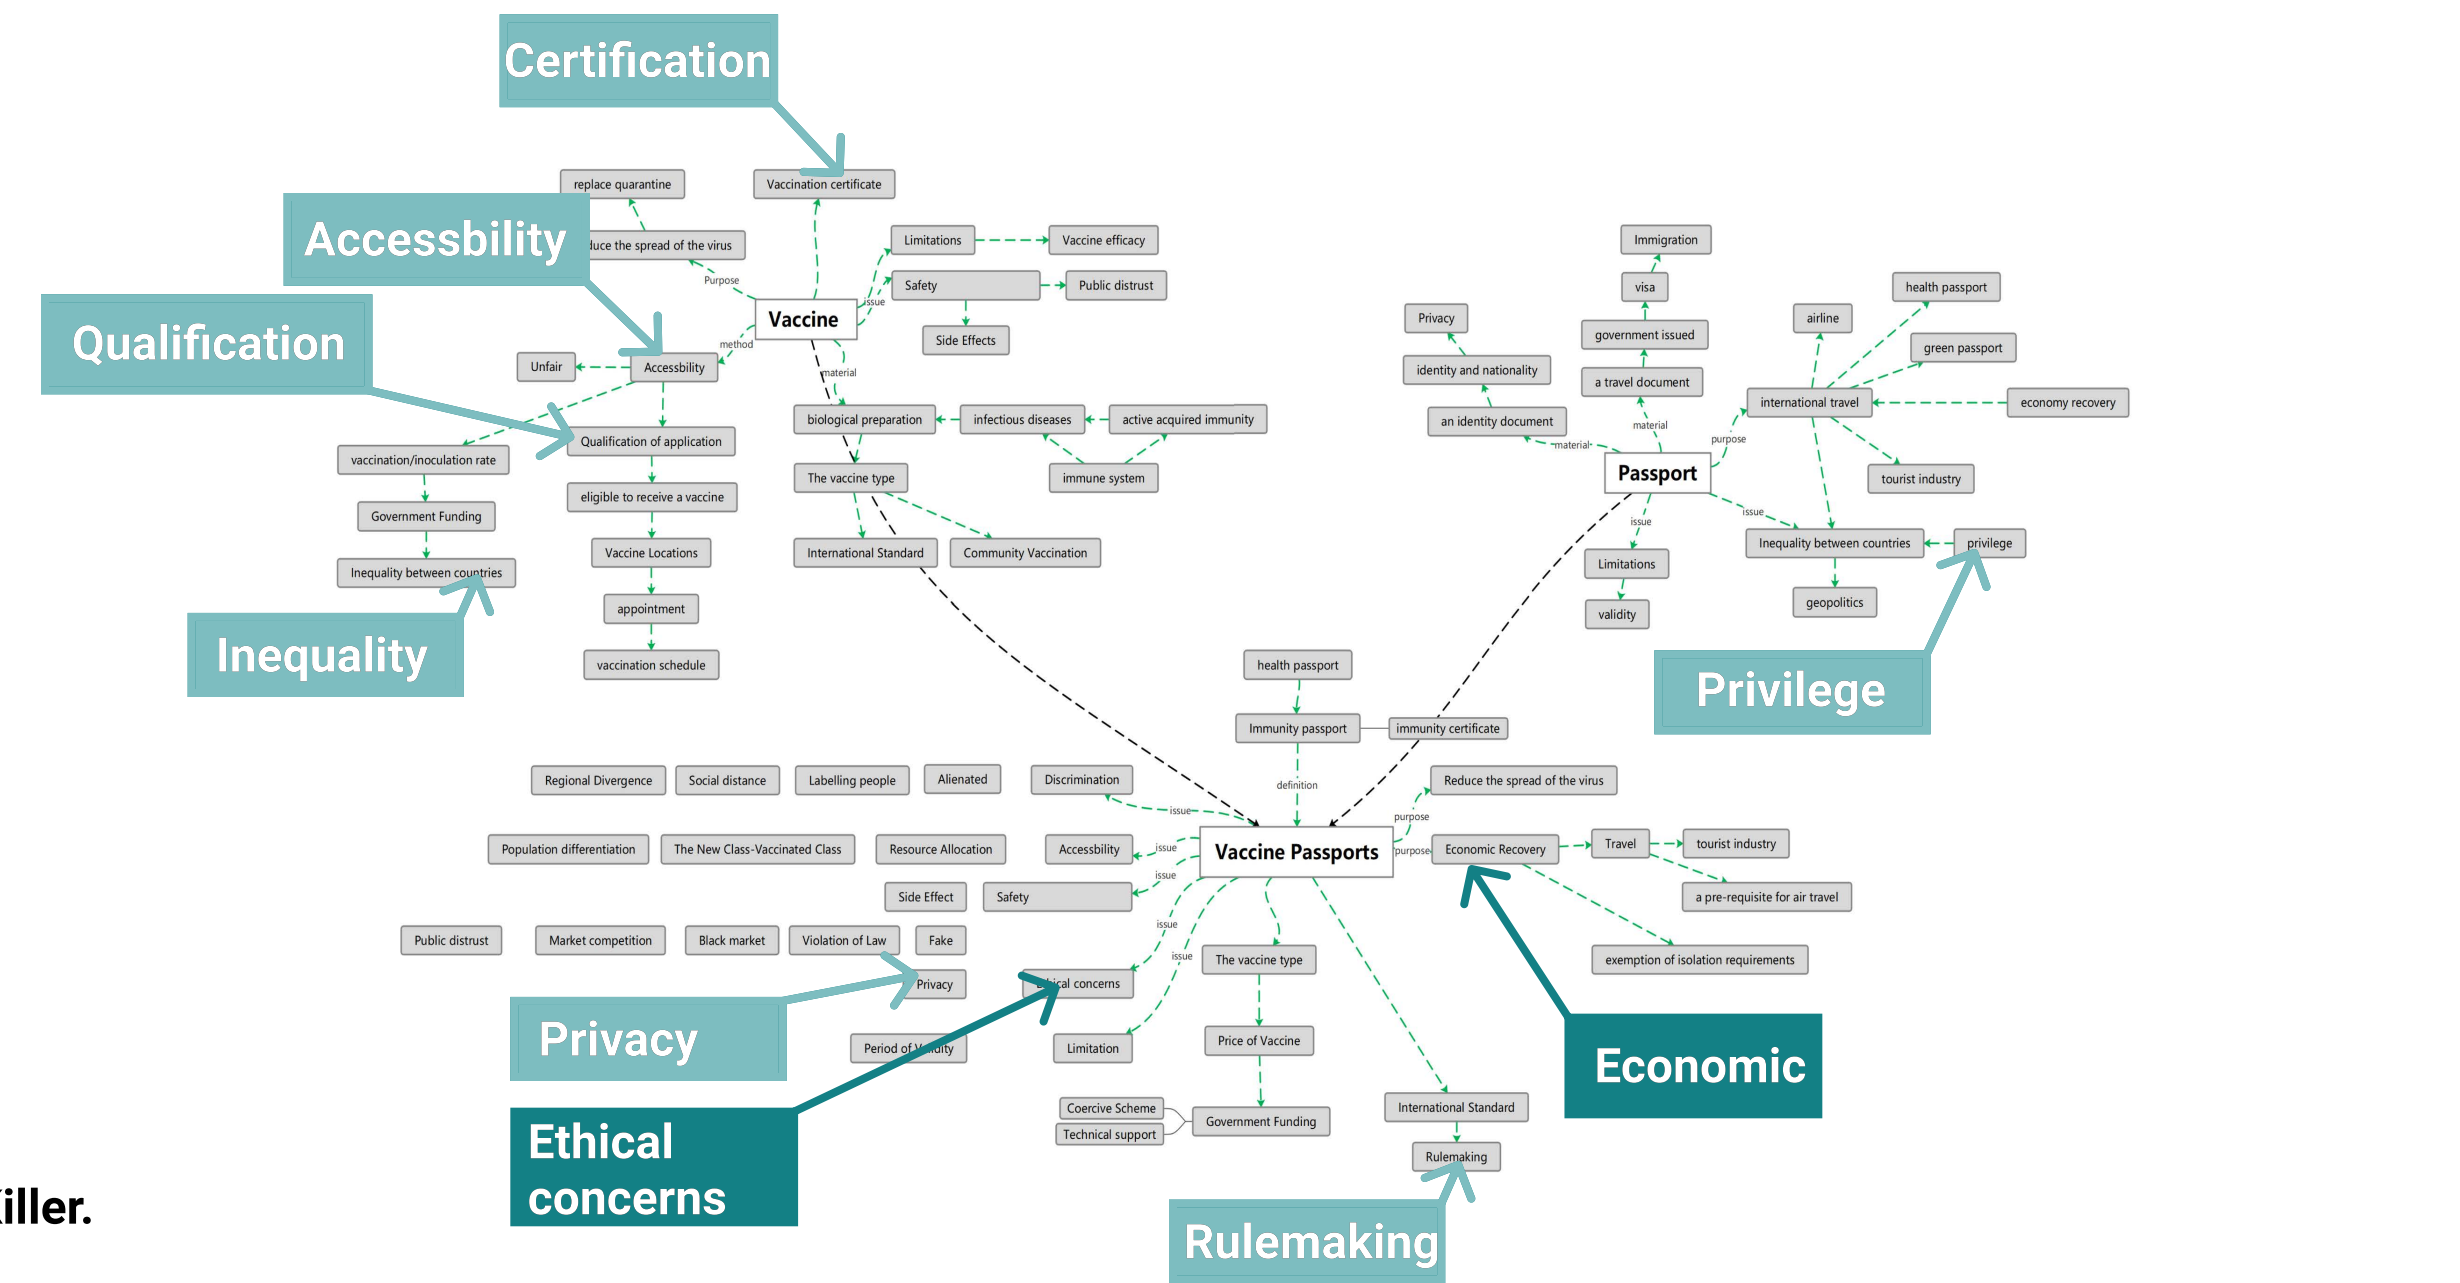 Certification
replace quarantine
Vaccination certificate
Accessbility
duce the spread of the virus
Limitations
Vaccine efficacy
Purpose
Safety
Public distrust
issue
Vaccine
Side Effects
Qualification
method
Unfair
Accessbility
material
biological preparation
infectious diseases
active acquired immunity
Qualification of application
vaccination/inoculation rate
The vaccine type
immune system
eligible to receive a vaccine
Government Funding
Vaccine Locations
International Standard
Community Vaccination
Inequality between countries
appointment
Inequality
vaccination schedule
Immigration
visa
health passport
Privacy
government issued
airline
green passport
identity and nationality
a travel document
international travel
economy recovery
an identity document
material
material
purpose
Passport
tourist industry
issue
issue
Inequality between countries
privilege
Limitations
geopolitics
validity
Privilege
health passport
Immunity passport
immunity certificate
Regional Divergence
Social distance
Labelling people
Alienated
Discrimination
definition
Reduce the spread of the virus
issue
purpose
Population differentiation
The New Class-Vaccinated Class
Resource Allocation
Accessbility
issue
Vaccine Passports
purpose
Economic Recovery
Travel
tourist industry
issue
Side Effect
Safety
a pre-requisite for air travel
issue
Public distrust
Market competition
Black market
Violation of Law
Fake
issue
The vaccine type
exemption of isolation requirements
Privacy
Ethical concerns
Privacy
Period of Validity
Limitation
Price of Vaccine
Economic
Coercive Scheme
Technical support
Government Funding
International Standard
Ethical
concerns
Rulemaking
Rulemaking
iller.